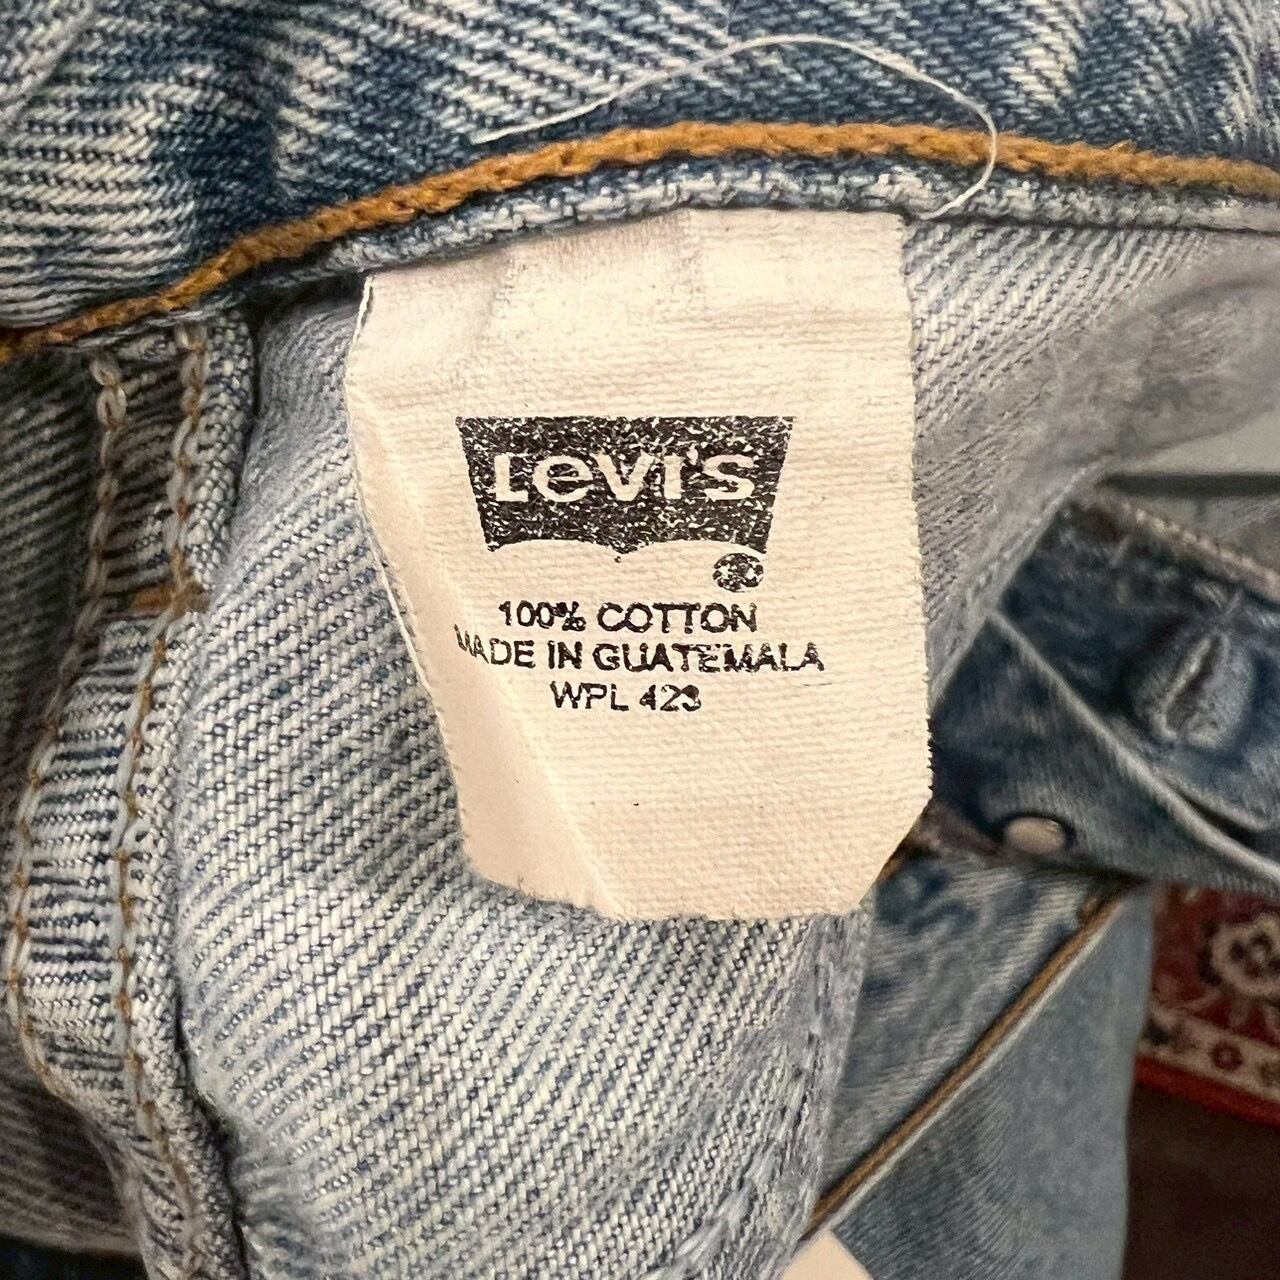 Levi's
100% COTTON
MADE IN GUATEMALA
WPL 423